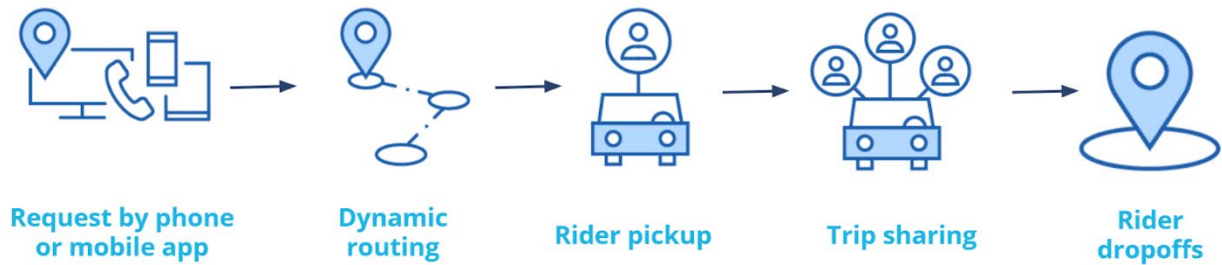 Request by phone
or mobile app
Dynamic
routing
Rider pickup
Trip sharing
Rider
dropoffs